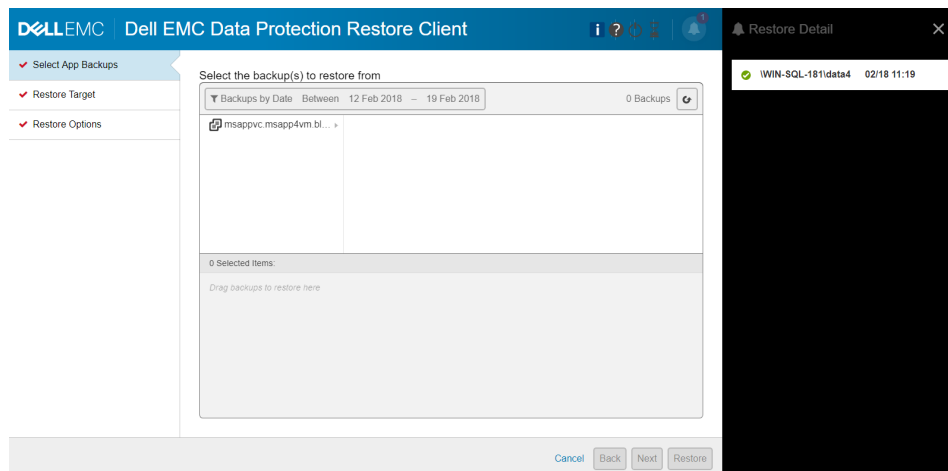 DELLEMC Dell EMC Data Protection Restore Client
1
Restore Detail
Select App Backups
Restore Target
Restore Options
Select the backup(s) to restore from
Backups by Date Between 12 Feb 2018 – 19 Feb 2018
0 Backups
msappvc.msapp4vm.bl...
0 Selected Items:
Drag backups to restore here
Cancel Back Next Restore
\WIN-SQL-181\data4 02/18 11:19